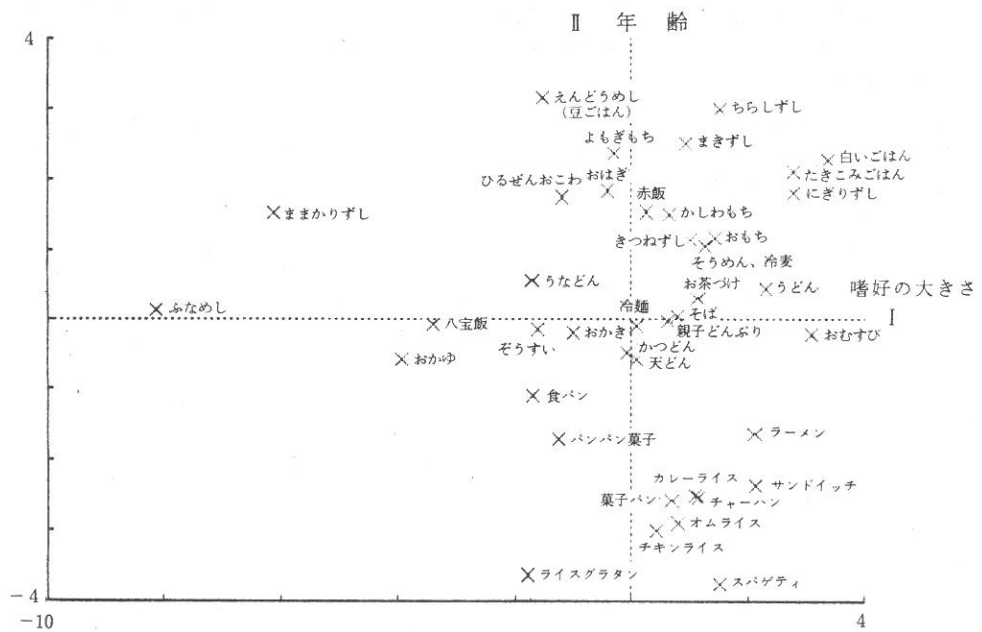 Ⅱ 年 齢
4
えんどうめし
(豆ごはん)
ちらしずし
よもぎもち
まきずし
白いごはん
たきこみごはん
にぎりずし
ひるぜんおこわ
おはぎ
赤飯
かしわもち
ままかりずし
きつねずし
おもち
そうめん、冷麦
お茶づけ
うなどん
うどん
嗜好の大きさ
Ⅰ
ふなめし
冷麺
そば
八宝飯
おかき
親子どんぶり
おむすび
ぞうすい
かつどん
おかゆ
天どん
食パン
パンパン菓子
ラーメン
カレーライス
サンドイッチ
菓子パン
チャーハン
オムライス
チキンライス
ライスグラタン
スパゲティ
-4
-10
4